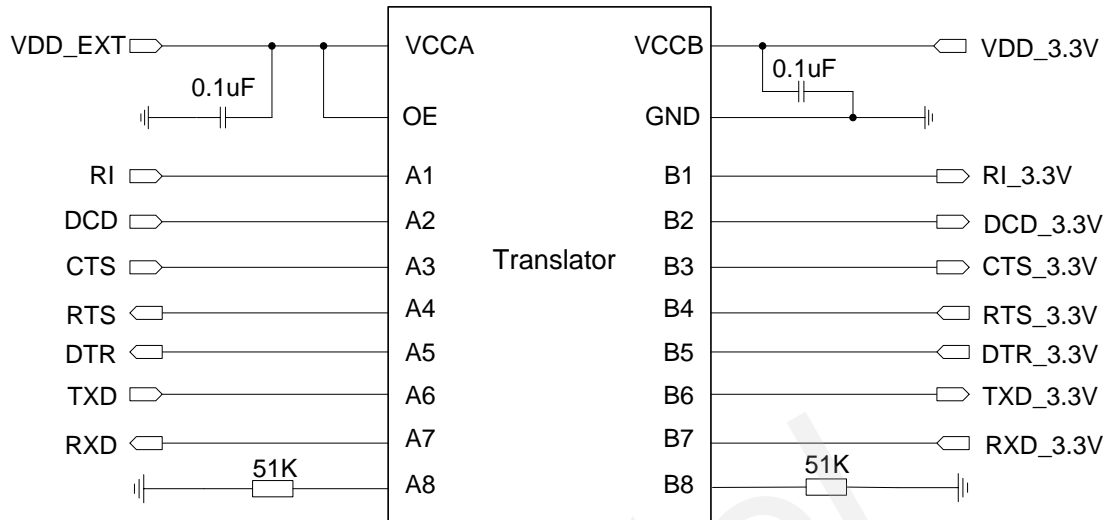 VDD_EXT VCCA VCCB VDD_3.3V
0.1uF 0.1uF
OE GND
RI A1 B1 RI_3.3V
DCD A2 B2 DCD_3.3V
CTS A3 Translator B3 CTS_3.3V
RTS A4 B4 RTS_3.3V
DTR A5 B5 DTR_3.3V
TXD A6 B6 TXD_3.3V
RXD A7 B7 RXD_3.3V
51K 51K
A8 B8